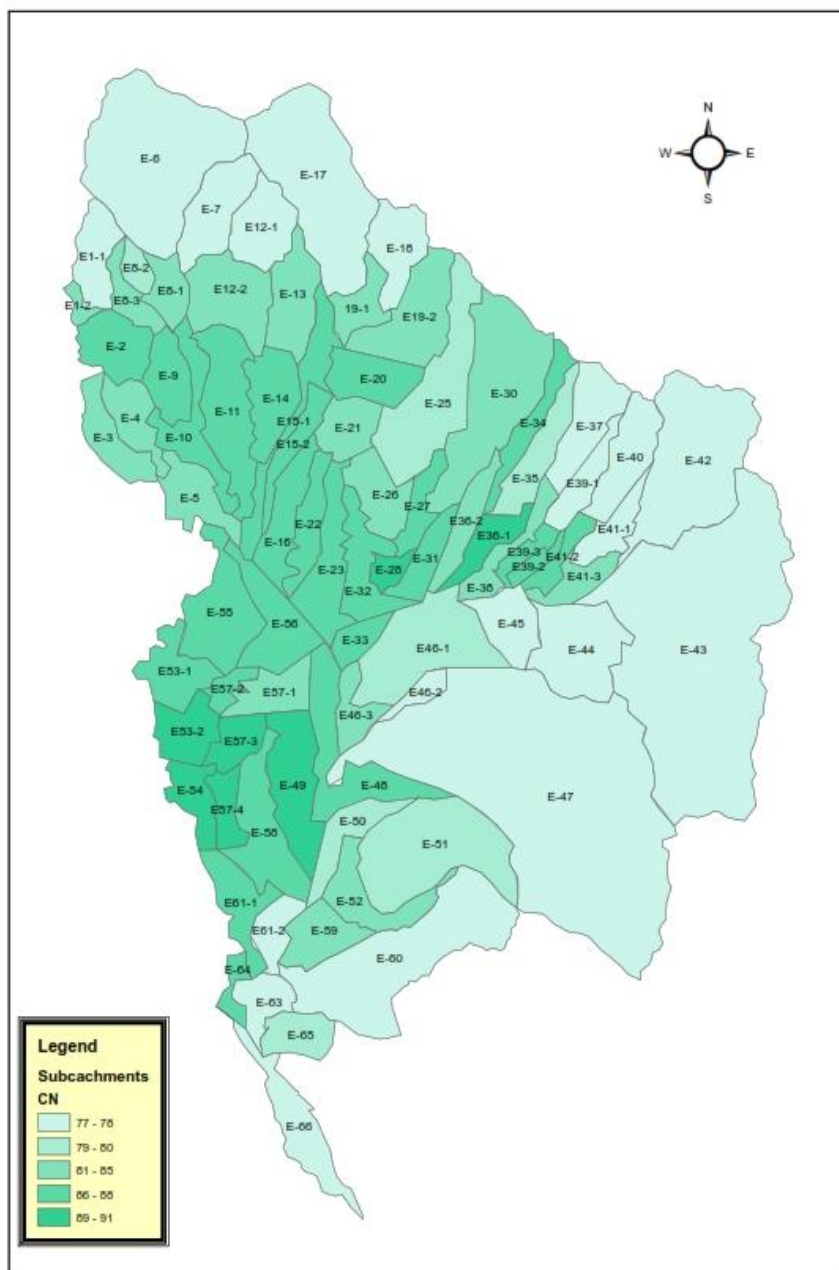 N
W
E
S
E-6
E-17
E-7
E12-1
E-18
E1-1
E8-2
E8-1
E8-3
E1-2
E12-2
E-13
19-1
E19-2
E-2
E-9
E-20
E-30
E-14
E-11
E-25
E-34
E-4
E15-1
E-21
E-37
E-3
E-10
E15-2
E-40
E-42
E-35
E39-1
E-5
E-26
E-27
E-22
E36-2
E41-1
E36-1
E-16
E-23
E-28
E-31
E39-3
E41-2
E39-2
E41-3
E-32
E-38
E-55
E-56
E-45
E-33
E46-1
E-44
E-43
E53-1
E57-2
E57-1
E46-2
E46-3
E53-2
E57-3
E-54
E-49
E-48
E-47
E57-4
E-50
E-58
E-51
E61-1
E-52
E61-2
E-59
E-60
E-64
E-63
E-65
E-66
Legend
Subcachments
CN
77 - 78
79 - 80
81 - 85
86 - 88
89 - 91